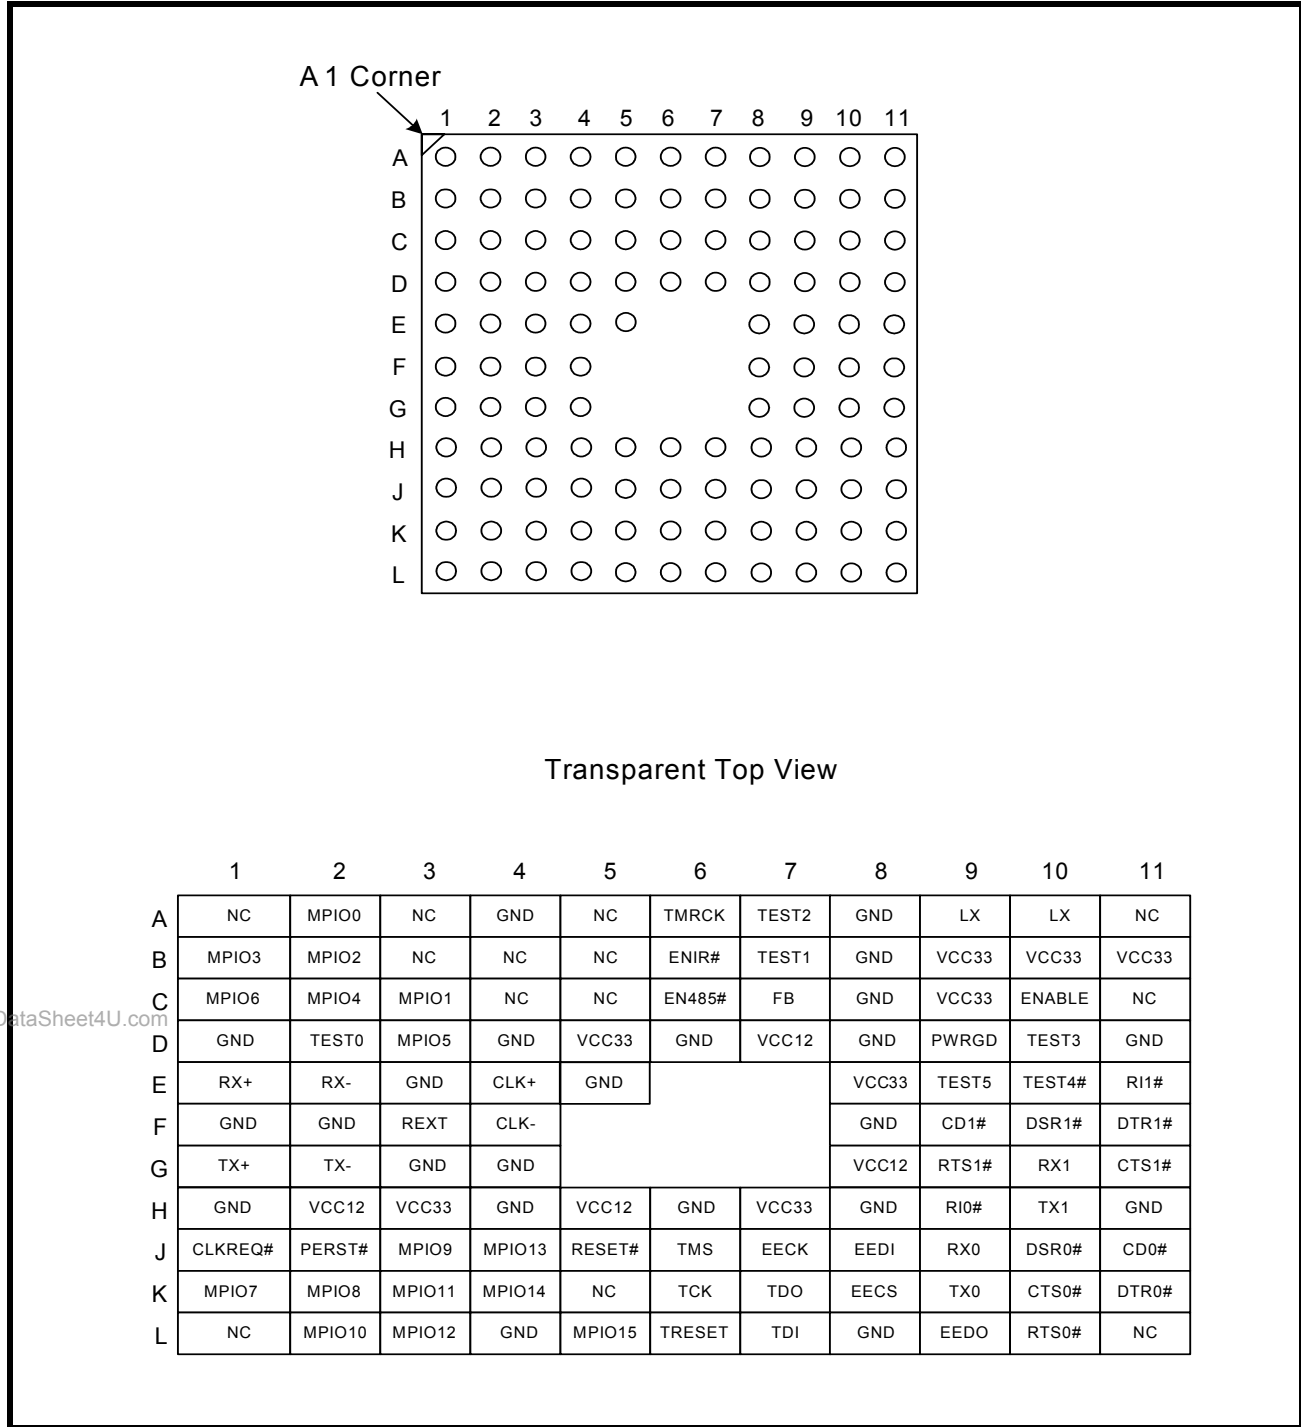 A 1 Corner
1 2 3 4 5 6 7 8 9 10 11
A
B
C
D
E
F
G
H
J
K
L
Transparent Top View
1 2 3 4 5 6 7 8 9 10 11
A NC MPIO0 NC GND NC TMRCK TEST2 GND LX LX NC
B MPIO3 MPIO2 NC NC NC ENIR# TEST1 GND VCC33 VCC33 VCC33
C MPIO6 MPIO4 MPIO1 NC NC EN485# FB GND VCC33 ENABLE NC
DataSheet4U.com
D GND TEST0 MPIO5 GND VCC33 GND VCC12 GND PWRGD TEST3 GND
E RX+ RX- GND CLK+ GND VCC33 TEST5 TEST4# RI1#
F GND GND REXT CLK- GND CD1# DSR1# DTR1#
G TX+ TX- GND GND VCC12 RTS1# RX1 CTS1#
H GND VCC12 VCC33 GND VCC12 GND VCC33 GND RI0# TX1 GND
J CLKREQ# PERST# MPIO9 MPIO13 RESET# TMS EECK EEDI RX0 DSR0# CD0#
K MPIO7 MPIO8 MPIO11 MPIO14 NC TCK TDO EECS TX0 CTS0# DTR0#
L NC MPIO10 MPIO12 GND MPIO15 TRESET TDI GND EEDO RTS0# NC